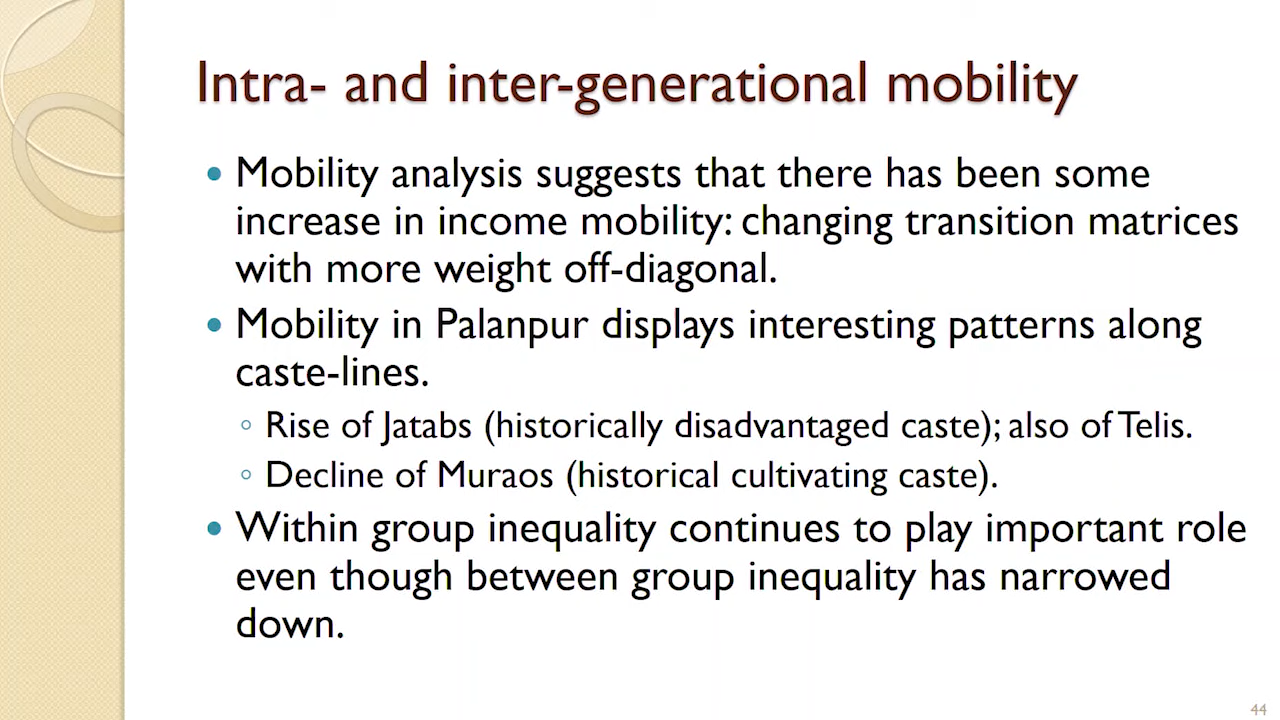 Intra- and inter-generational mobility
• Mobility analysis suggests that there has been some
increase in income mobility: changing transition matrices
with more weight off-diagonal.
• Mobility in Palanpur displays interesting patterns along
caste-lines.
◦ Rise of Jatabs (historically disadvantaged caste); also of Telis.
◦ Decline of Muraos (historical cultivating caste).
• Within group inequality continues to play important role
even though between group inequality has narrowed
down.
44